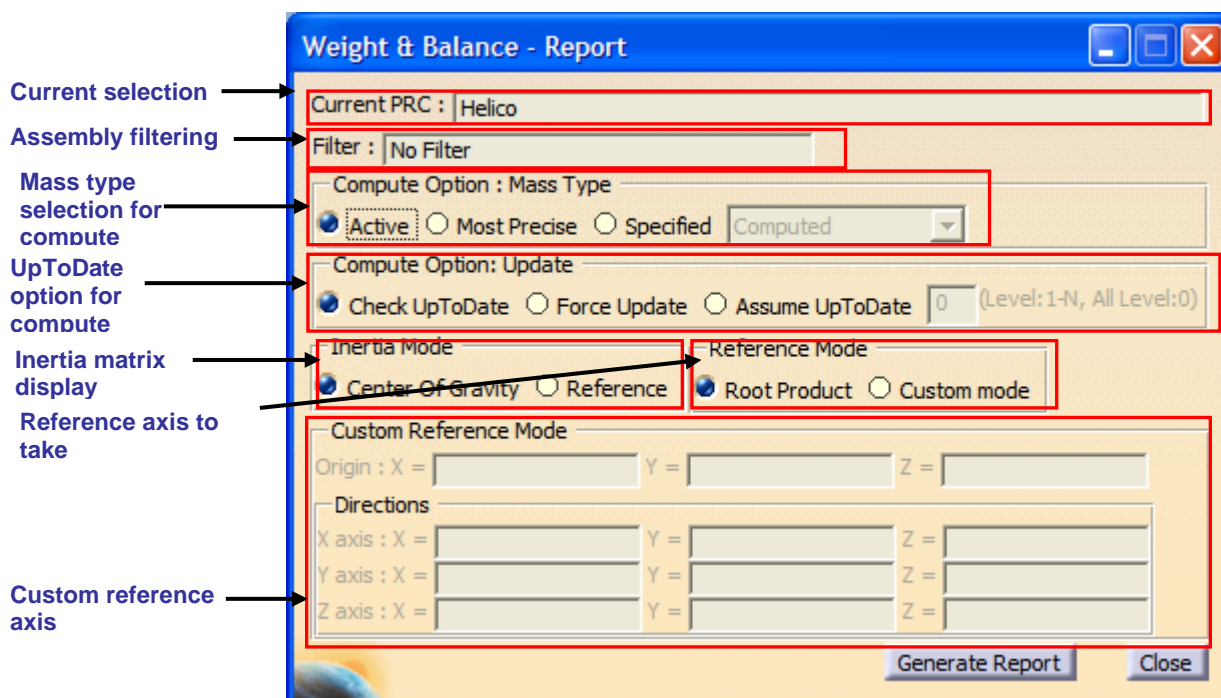 Weight & Balance - Report
Current selection
Current PRC : Helico
Assembly filtering
Filter : No Filter
Mass type
selection for
compute
Compute Option : Mass Type
Active Most Precise Specified Computed
UpToDate
option for
compute
Compute Option: Update
Check UpToDate Force Update Assume UpToDate 0 (Level:1-N, All Level:0)
Inertia matrix
display
Inertia Mode
Center Of Gravity Reference
Reference Mode
Root Product Custom mode
Reference axis to
take
Custom Reference Mode
Origin : X = Y = Z =
Directions
X axis : X = Y = Z =
Y axis : X = Y = Z =
Z axis : X = Y = Z =
Custom reference
axis
Generate Report Close